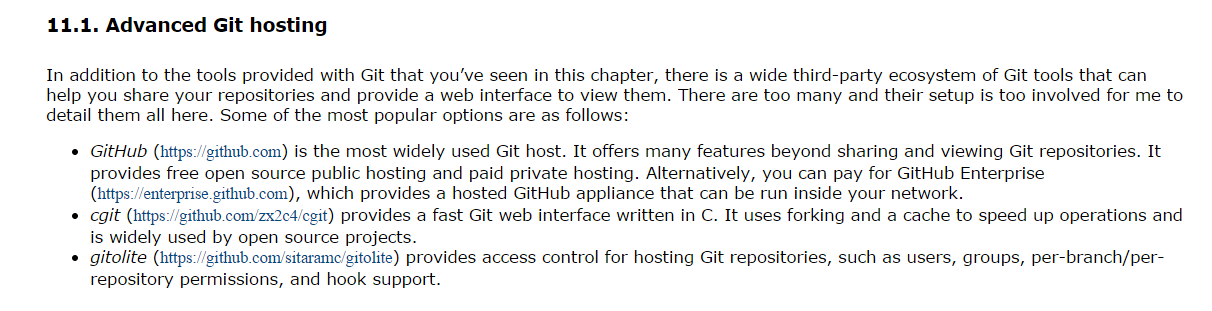 11.1. Advanced Git hosting
In addition to the tools provided with Git that you’ve seen in this chapter, there is a wide third-party ecosystem of Git tools that can
help you share your repositories and provide a web interface to view them. There are too many and their setup is too involved for me to
detail them all here. Some of the most popular options are as follows:
• GitHub (https://github.com) is the most widely used Git host. It offers many features beyond sharing and viewing Git repositories. It
provides free open source public hosting and paid private hosting. Alternatively, you can pay for GitHub Enterprise
(https://enterprise.github.com), which provides a hosted GitHub appliance that can be run inside your network.
• cgit (https://github.com/zx2c4/cgit) provides a fast Git web interface written in C. It uses forking and a cache to speed up operations and
is widely used by open source projects.
• gitolite (https://github.com/sitaramc/gitolite) provides access control for hosting Git repositories, such as users, groups, per-branch/per-
repository permissions, and hook support.